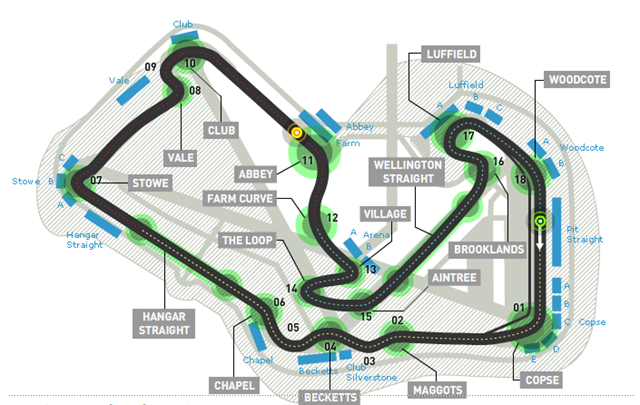 Club
LUFFIELD
09
10
WOODCOTE
Vale
08
Luffield
B
A
C
CLUB
Abbey
17
A
Woodcote
Farm
WELLINGTON
STRAIGHT
16
B
VALE
11
C
ABBEY
18
Stowe
B
07
STOWE
A
FARM CURVE
VILLAGE
12
Hangar
Straight
THE LOOP
A
Arena
B
BROOKLANDS
Pit
Straight
13
AINTREE
14
A
HANGAR
STRAIGHT
06
15
01
B
05
02
C
Copse
Chapel
04
D
E
Becketts
Club
Silverstone
03
CHAPEL
BECKETTS
MAGGOTS
COPSE